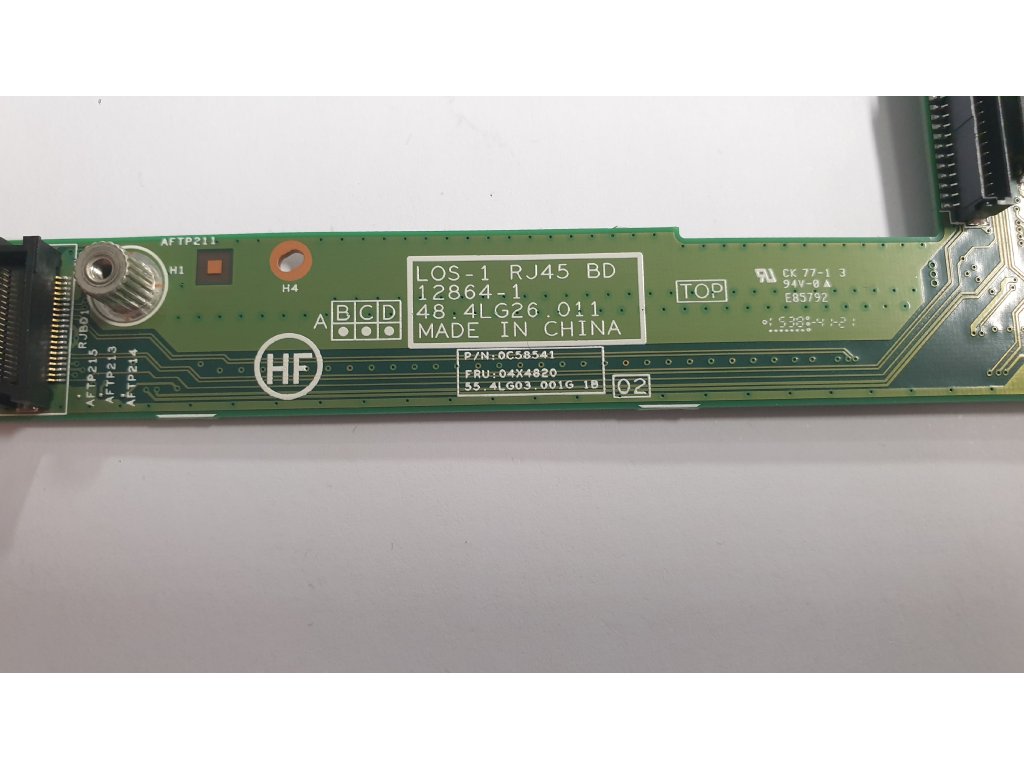 AFTP211
H1
H4
RJB01
AFTP215
AFTP213
AFTP214
A
B C D
HF
LOS-1 RJ45 BD
12864-1
48.4LG26.011
MADE IN CHINA
P/N:0C58541
FRU:04X4820
55.4LG03.001G 1B
02
TOP
CK 77-1 3
94V-0 A
E85792